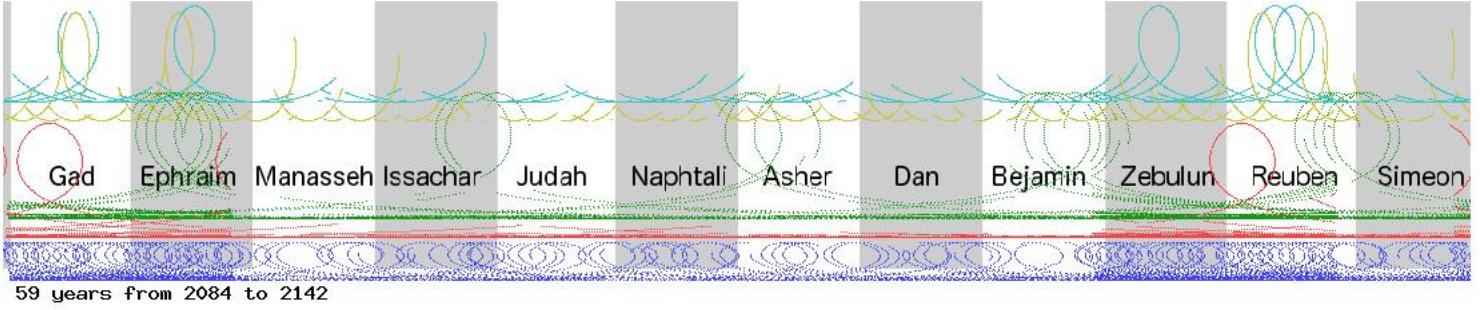 Gad Ephraim Manasseh Issachar Judah Naphtali Asher Dan Bejamin Zebulun Reuben Simeon
59 years from 2084 to 2142